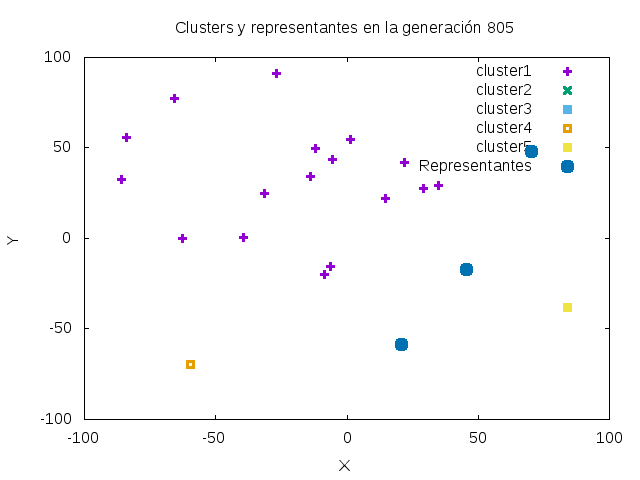 Clusters y representantes en la generación 805
cluster1
cluster2
cluster3
cluster4
cluster5
Representantes
100
50
0
-50
-100
Y
-100
-50
0
50
100
X